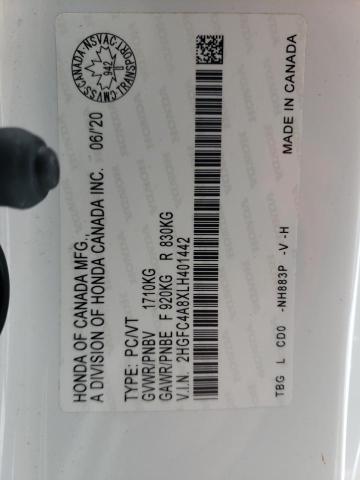 HONDA OF CANADA MFG.,
A DIVISION OF HONDA CANADA INC. 06/'20
TYPE: PC/VT
GVWR/PNBV 1710KG
GAWR/PNBE F 920KG R 830KG
V.I.N. 2HGFC4A8XLH401442
TBG L CD0 -NH883P -V -H MADE IN CANADA
CANADA·NSVAC
942
CMVSS
TRANSPORT